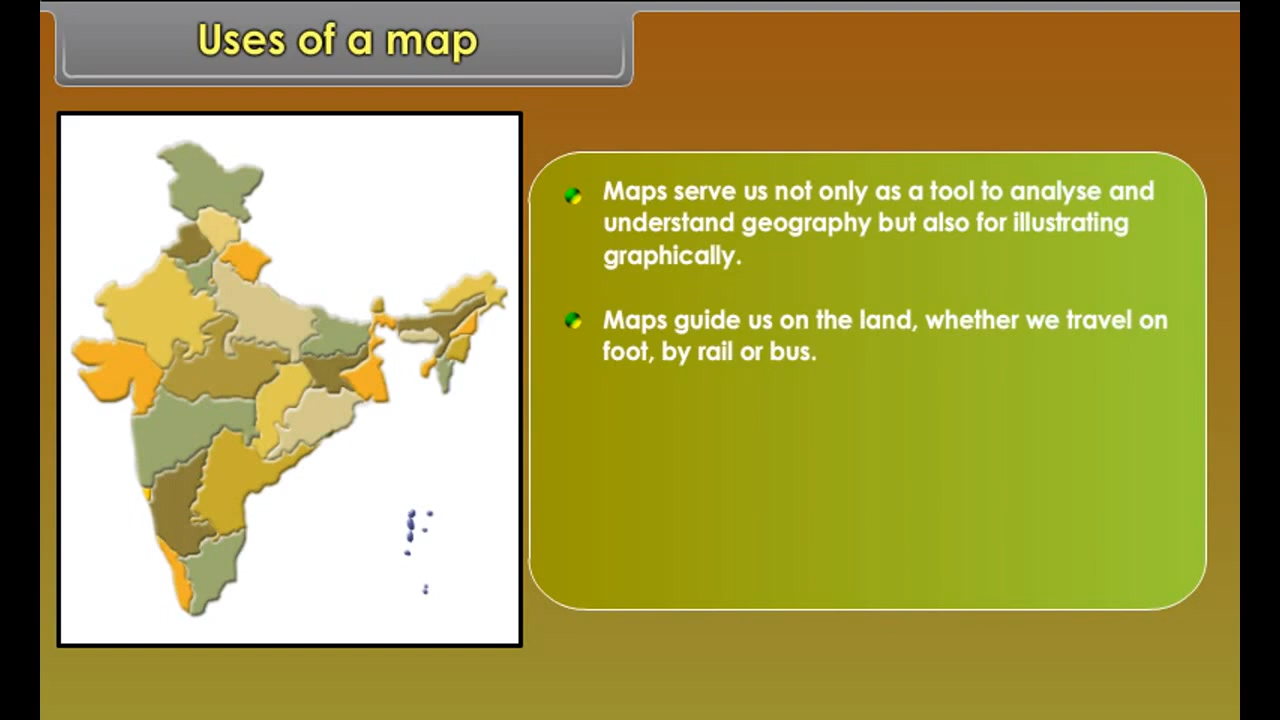 Uses of a map
Maps serve us not only as a tool to analyse and
understand geography but also for illustrating
graphically.
Maps guide us on the land, whether we travel on
foot, by rail or bus.